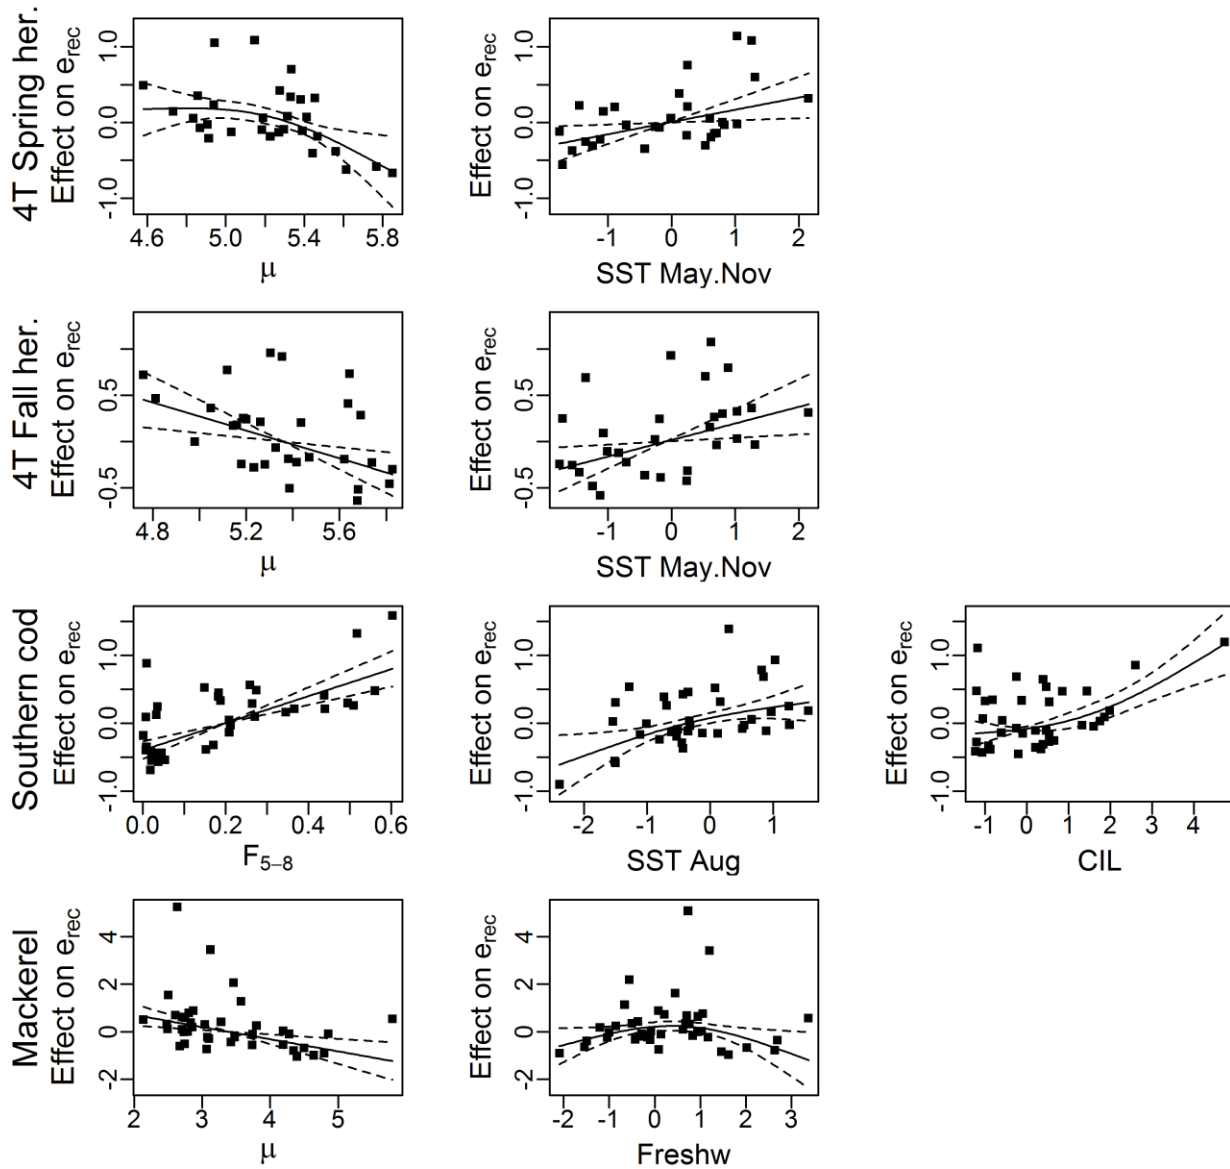 4T Spring her.
Effect on e_rec
-1.0 0.0 1.0
4.6 5.0 5.4 5.8
μ
Effect on e_rec
-1.0 0.0 1.0
-1 0 1 2
SST May.Nov
4T Fall her.
Effect on e_rec
-0.5 0.5
4.8 5.2 5.6
μ
Effect on e_rec
-0.5 0.5
-1 0 1 2
SST May.Nov
Southern cod
Effect on e_rec
-1.0 0.0 1.0
0.0 0.2 0.4 0.6
F_5–8
Effect on e_rec
-1.0 0.0 1.0
-2 -1 0 1
SST Aug
Effect on e_rec
-1.0 0.0 1.0
-1 0 1 2 3 4
CIL
Mackerel
Effect on e_rec
-2 0 2 4
2 3 4 5
μ
Effect on e_rec
-2 0 2 4
-2 -1 0 1 2 3
Freshw